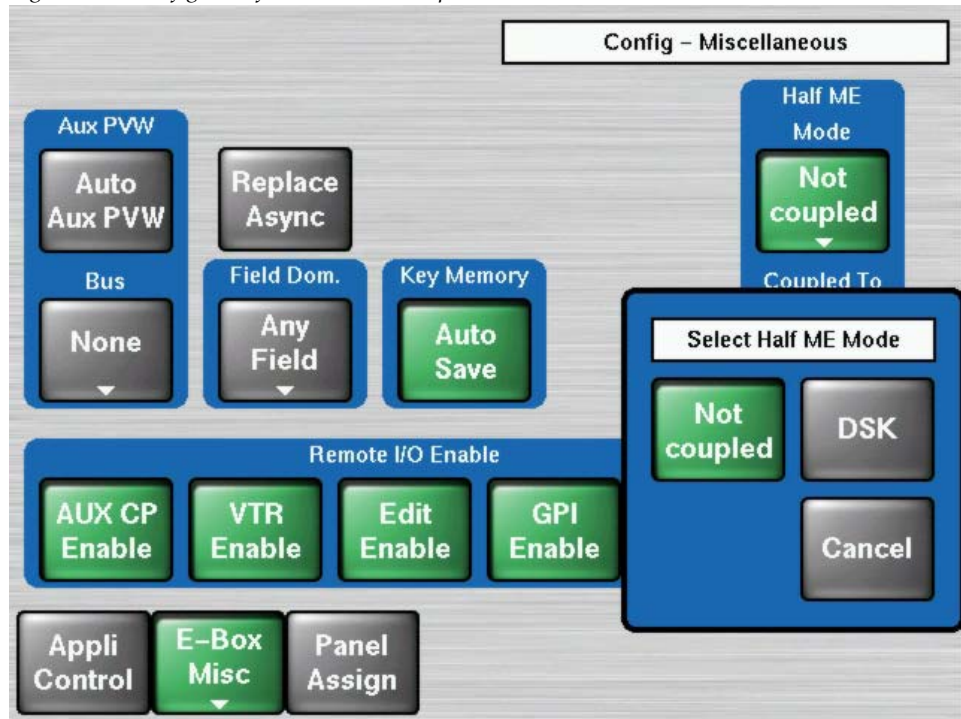 Config – Miscellaneous
Half ME
Mode
Not
coupled
Coupled To
Aux PVW
Auto
Aux PVW
Bus
None
Replace
Async
Field Dom.
Any
Field
Key Memory
Auto
Save
Select Half ME Mode
Not
coupled
DSK
Cancel
Remote I/O Enable
AUX CP
Enable
VTR
Enable
Edit
Enable
GPI
Enable
Appli
Control
E–Box
Misc
Panel
Assign